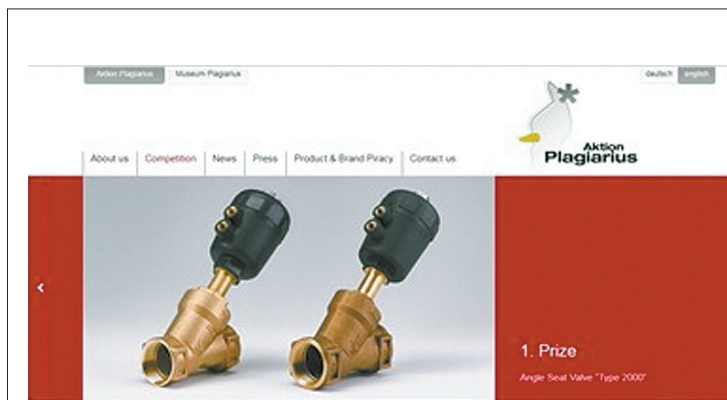 Aktion Plagiarius Museum Plagiarius deutsch english
Aktion
Plagiarius
About us Competition News Press Product & Brand Piracy Contact us
1. Prize
Angle Seat Valve "Type 2000"